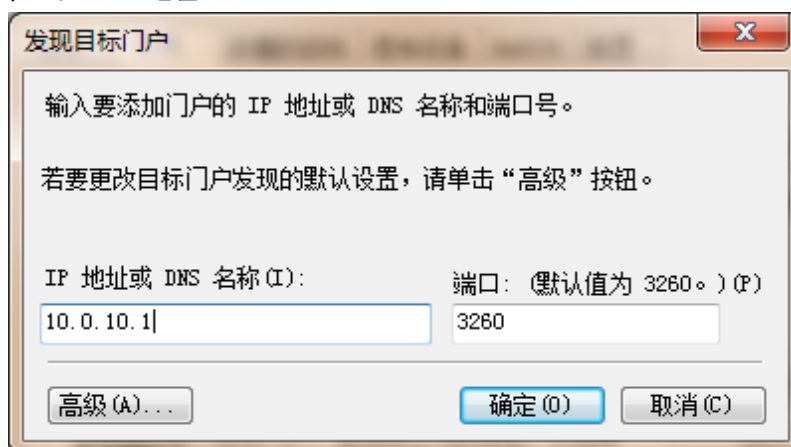 发现目标门户
输入要添加门户的 IP 地址或 DNS 名称和端口号。
若要更改目标门户发现的默认设置，请单击“高级”按钮。
IP 地址或 DNS 名称(I):
端口: (默认值为 3260。)(P)
10.0.10.1
3260
高级(A)...
确定(O)
取消(C)